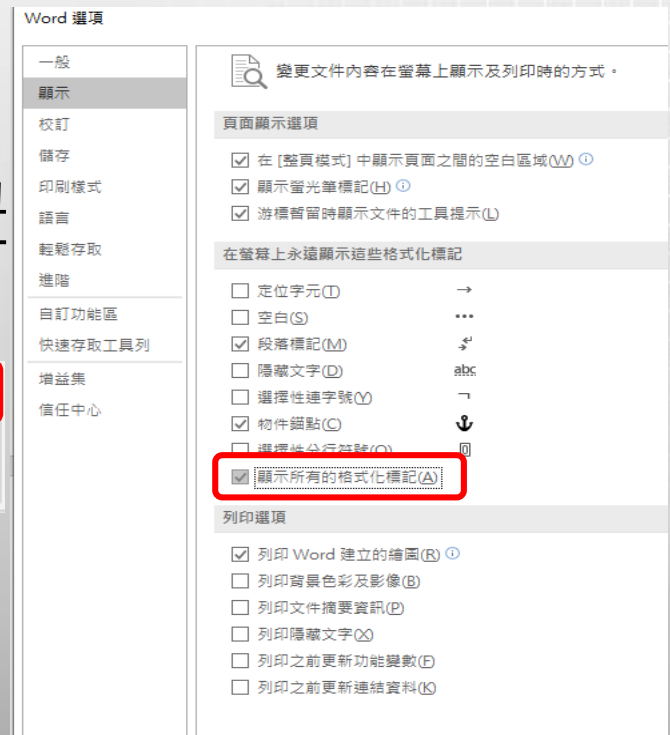 Word 選項
一般
顯示
校訂
儲存
印刷樣式
語言
輕鬆存取
進階
自訂功能區
快速存取工具列
增益集
信任中心
變更文件內容在螢幕上顯示及列印時的方式。
頁面顯示選項
在 [整頁模式] 中顯示頁面之間的空白區域(W)
顯示螢光筆標記(H)
游標暫留時顯示文件的工具提示(L)
在螢幕上永遠顯示這些格式化標記
定位字元(T) →
空白(S) •••
段落標記(M)
隱藏文字(D) abc
選擇性連字號(Y) ¬
物件錨點(C)
選擇性分行符號(O)
顯示所有的格式化標記(A)
列印選項
列印 Word 建立的繪圖(R)
列印背景色彩及影像(B)
列印文件摘要資訊(P)
列印隱藏文字(X)
列印之前更新功能變數(F)
列印之前更新連結資料(K)